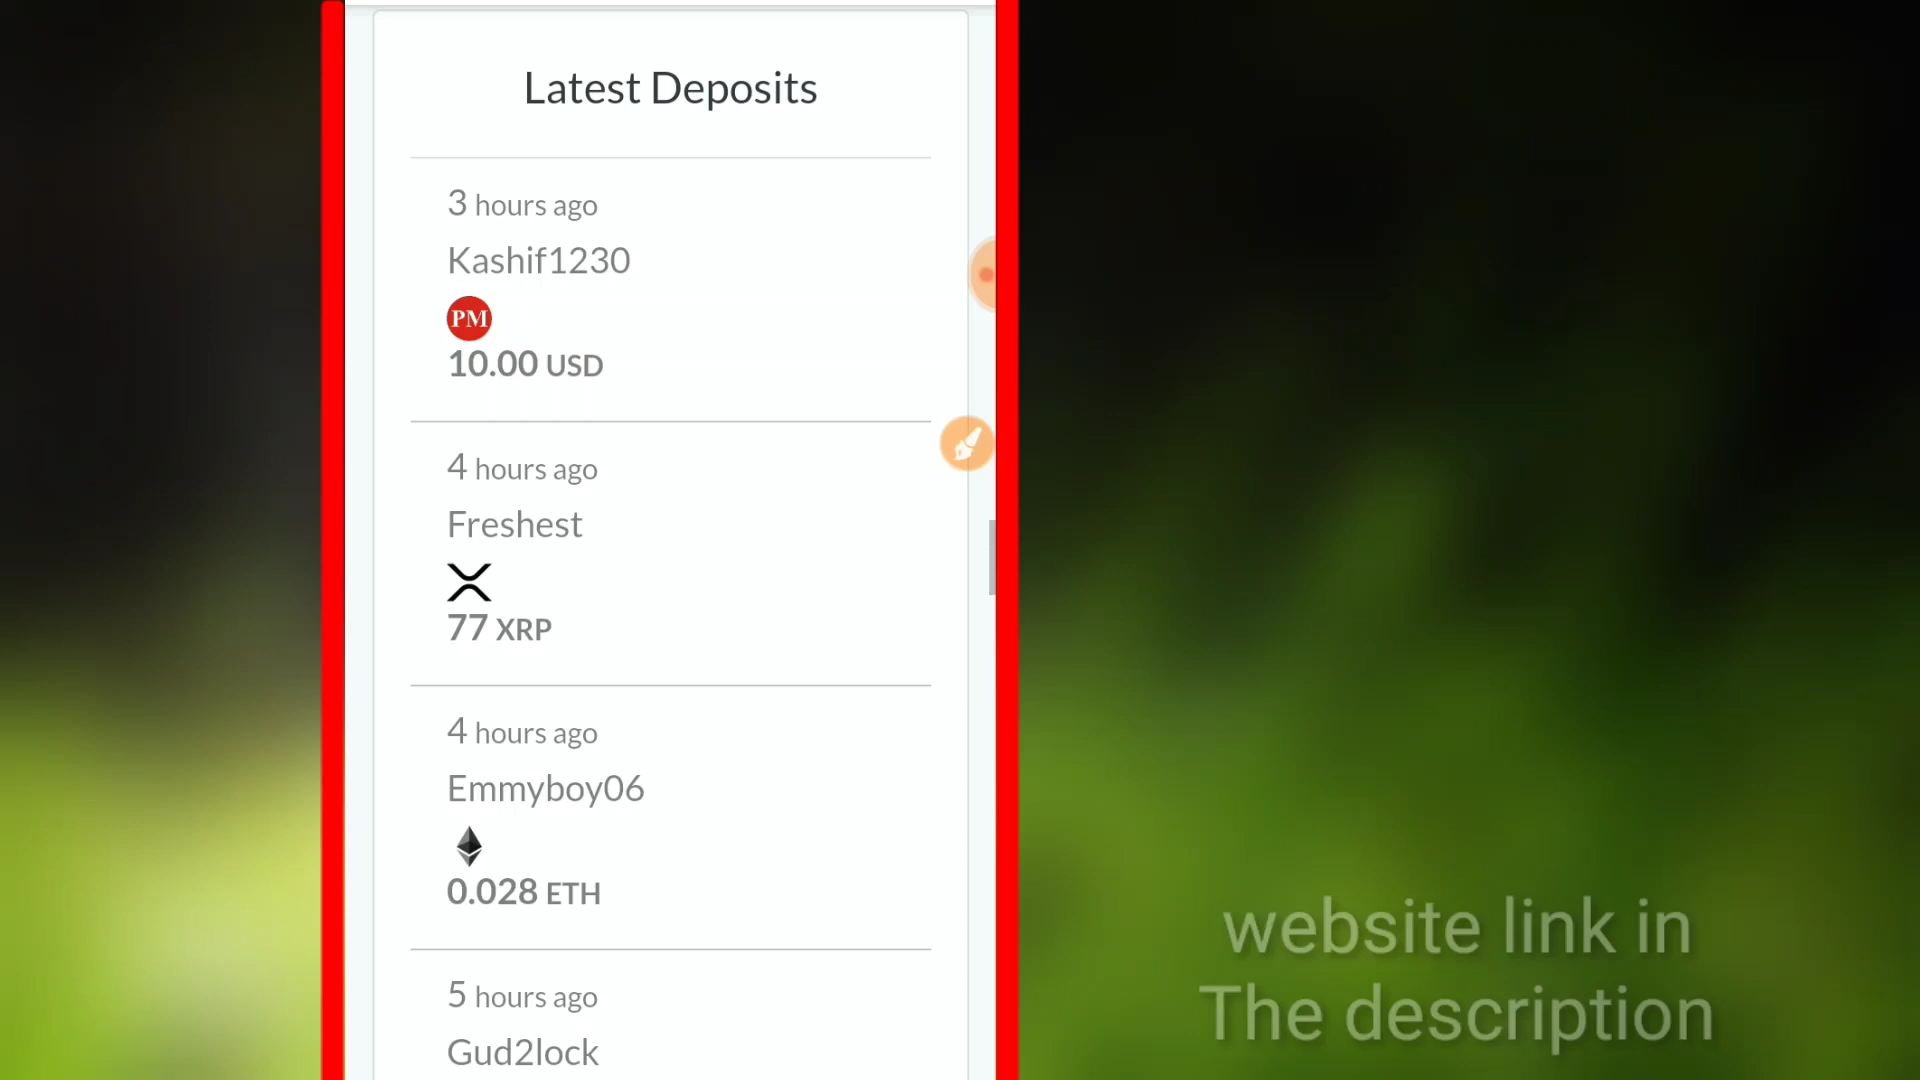 Latest Deposits
3 hours ago
Kashif1230
PM
10.00 USD
4 hours ago
Freshest
77 XRP
4 hours ago
Emmyboy06
0.028 ETH
5 hours ago
Gud2lock
website link in
The description